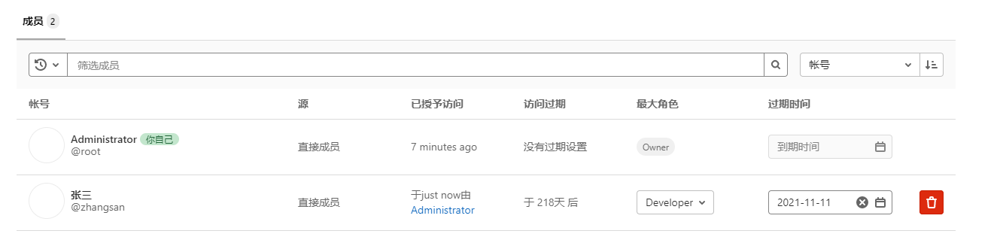 成员 2
筛选成员
帐号
帐号 源 已授予访问 访问过期 最大角色 过期时间
Administrator 你自己
@root
直接成员 7 minutes ago 没有过期设置 Owner 到期时间
张三
@zhangsan
直接成员
于just now由
Administrator
于 218天 后 Developer 2021-11-11